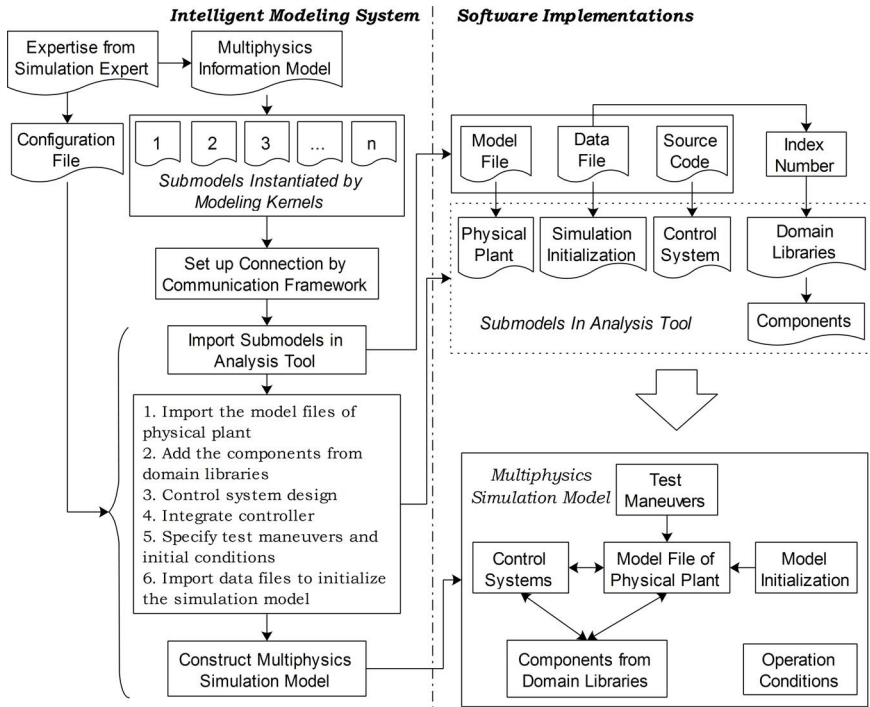 Intelligent Modeling System
Software Implementations
Expertise from
Simulation Expert
Multiphysics
Information Model
Configuration
File
1
2
3
...
n
Submodels Instantiated by
Modeling Kernels
Set up Connection by
Communication Framework
Import Submodels in
Analysis Tool
1. Import the model files of
physical plant
2. Add the components from
domain libraries
3. Control system design
4. Integrate controller
5. Specify test maneuvers and
initial conditions
6. Import data files to initialize
the simulation model
Construct Multiphysics
Simulation Model
Model
File
Data
File
Source
Code
Index
Number
Physical
Plant
Simulation
Initialization
Control
System
Domain
Libraries
Submodels In Analysis Tool
Components
Multiphysics
Simulation Model
Test
Maneuvers
Control
Systems
Model File of
Physical Plant
Model
Initialization
Components from
Domain Libraries
Operation
Conditions